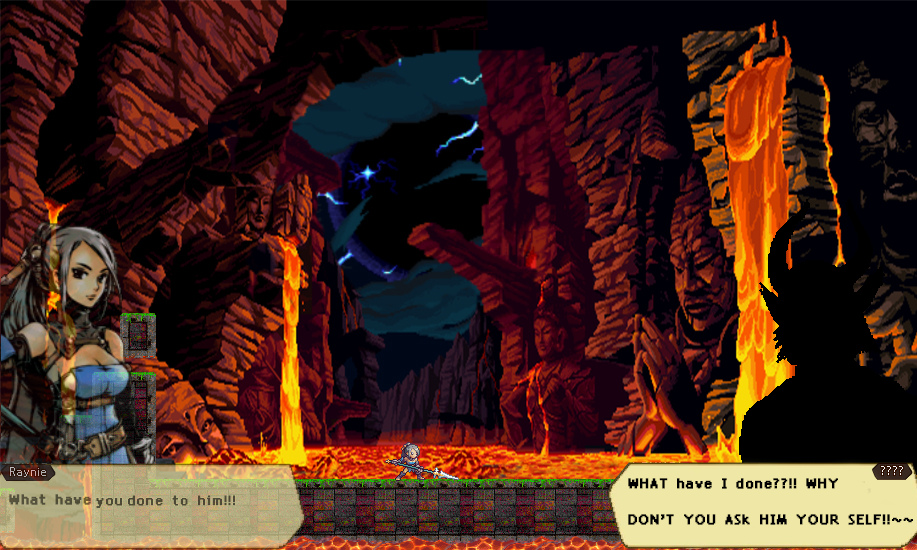 Raynie
What have you done to him!!!
????
WHAT have I done??!! WHY
DON'T YOU ASk HIM YOUR SELF!!~~